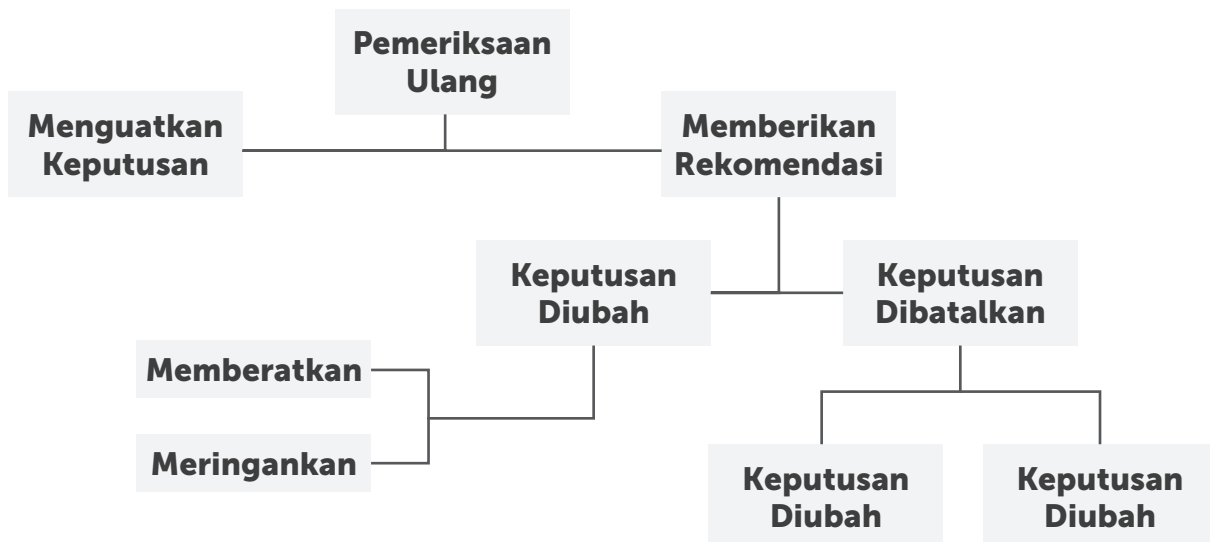 Pemeriksaan
Ulang
Menguatkan
Keputusan
Memberikan
Rekomendasi
Keputusan
Diubah
Keputusan
Dibatalkan
Memberatkan
Meringankan
Keputusan
Diubah
Keputusan
Diubah